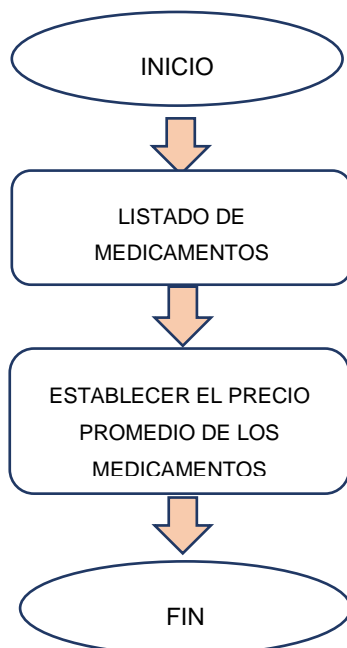 INICIO
LISTADO DE
MEDICAMENTOS
ESTABLECER EL PRECIO
PROMEDIO DE LOS
MEDICAMENTOS
FIN